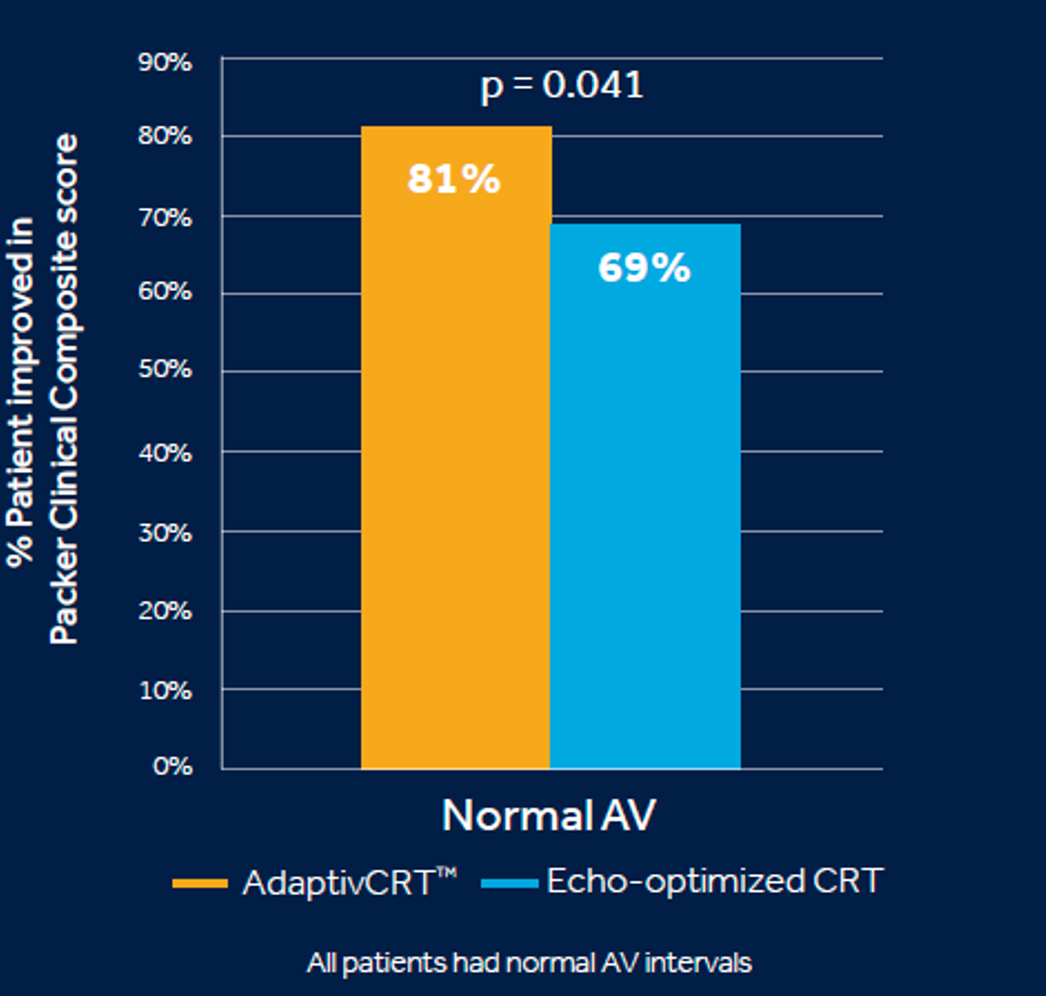 % Patient improved in
Packer Clinical Composite score
90%
80%
70%
60%
50%
40%
30%
20%
10%
0%
p = 0.041
81%
69%
Normal AV
AdaptivCRT™
Echo-optimized CRT
All patients had normal AV intervals